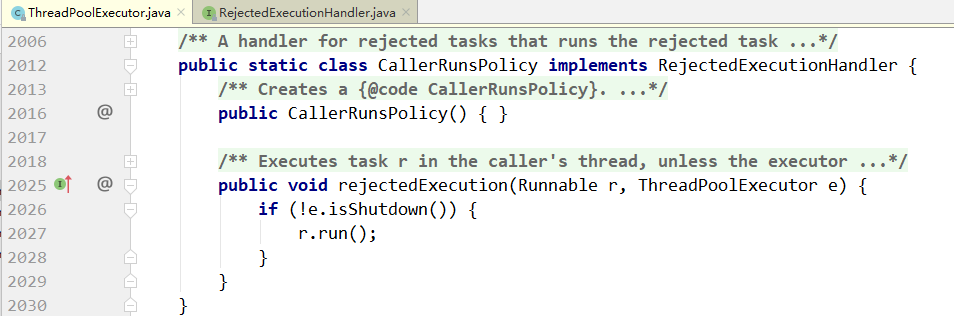 ThreadPoolExecutor.java × RejectedExecutionHandler.java ×
2006 /** A handler for rejected tasks that runs the rejected task ...*/
2012 public static class CallerRunsPolicy implements RejectedExecutionHandler {
2013 /** Creates a {@code CallerRunsPolicy}. ...*/
2016 @ public CallerRunsPolicy() { }
2017
2018 /** Executes task r in the caller's thread, unless the executor ...*/
2025 I @ public void rejectedExecution(Runnable r, ThreadPoolExecutor e) {
2026 if (!e.isShutdown()) {
2027 r.run();
2028 }
2029 }
2030 }